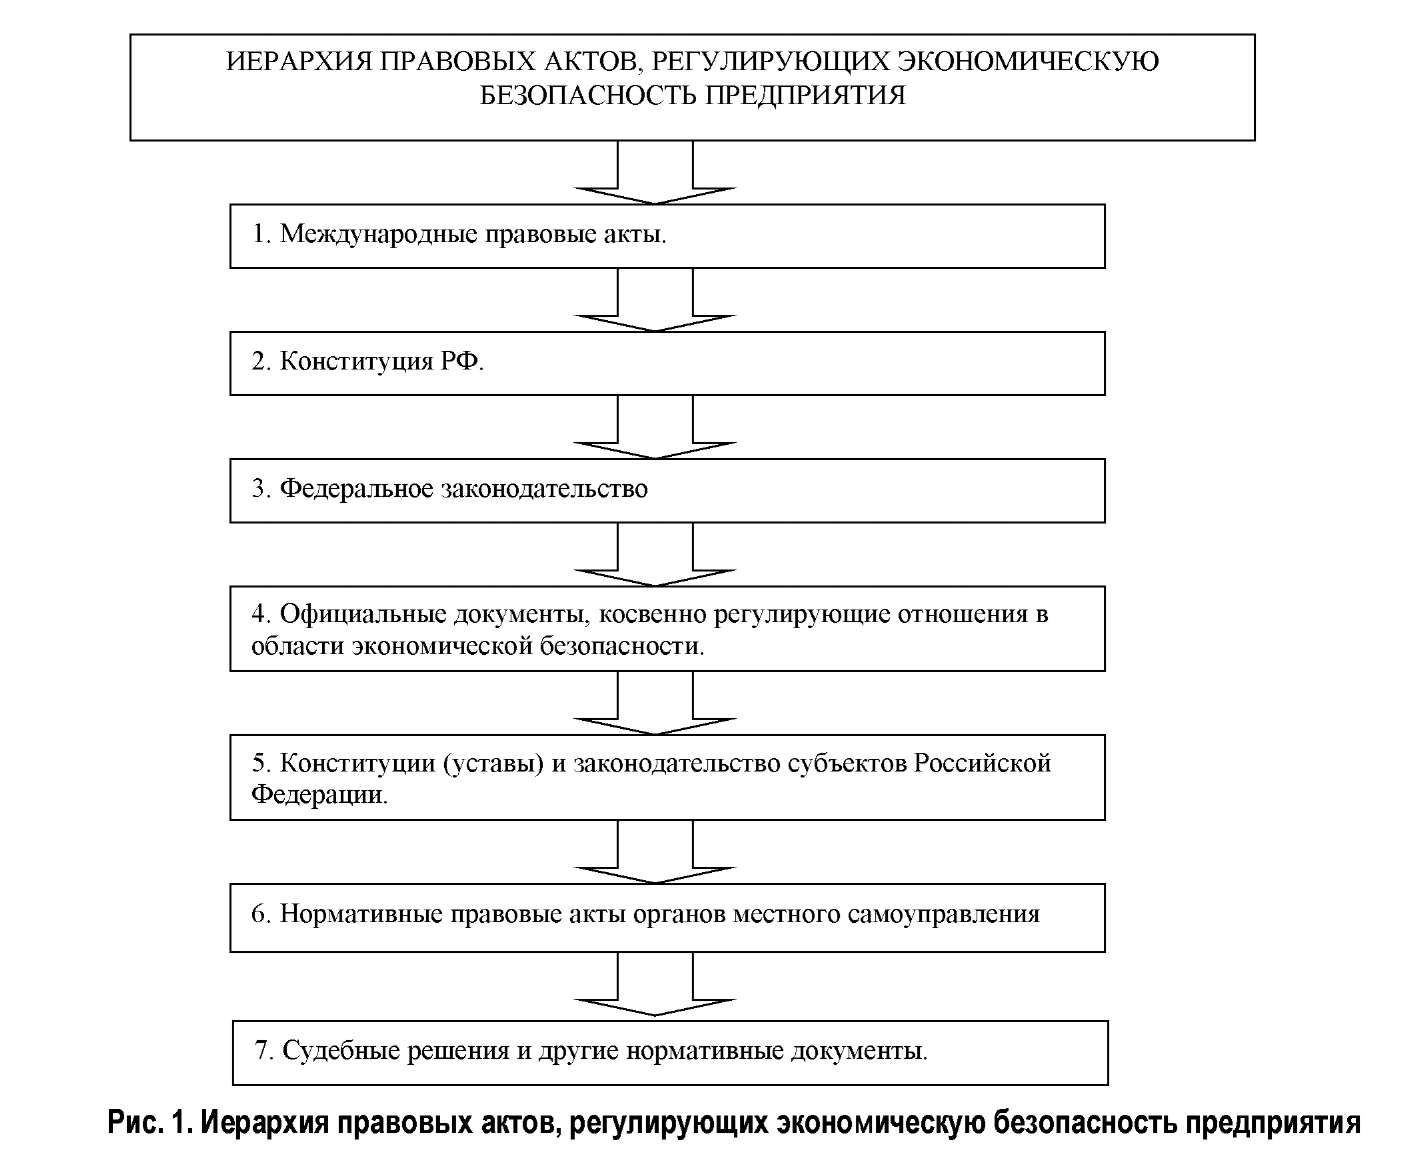 ИЕРАРХИЯ ПРАВОВЫХ АКТОВ, РЕГУЛИРУЮЩИХ ЭКОНОМИЧЕСКУЮ
БЕЗОПАСНОСТЬ ПРЕДПРИЯТИЯ
1. Международные правовые акты.
2. Конституция РФ.
3. Федеральное законодательство
4. Официальные документы, косвенно регулирующие отношения в
области экономической безопасности.
5. Конституции (уставы) и законодательство субъектов Российской
Федерации.
6. Нормативные правовые акты органов местного самоуправления
7. Судебные решения и другие нормативные документы.
Рис. 1. Иерархия правовых актов, регулирующих экономическую безопасность предприятия